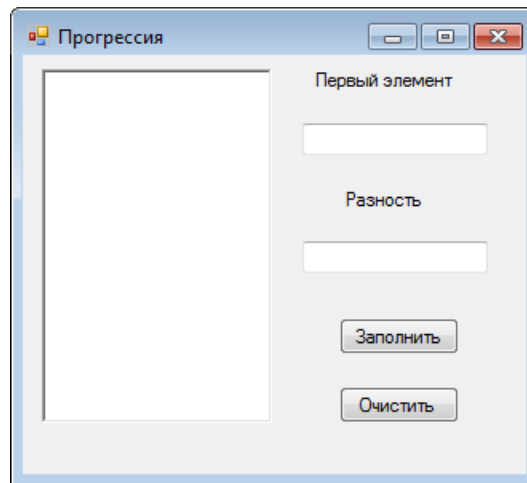 Прогрессия
Первый элемент
Разность
Заполнить
Очистить